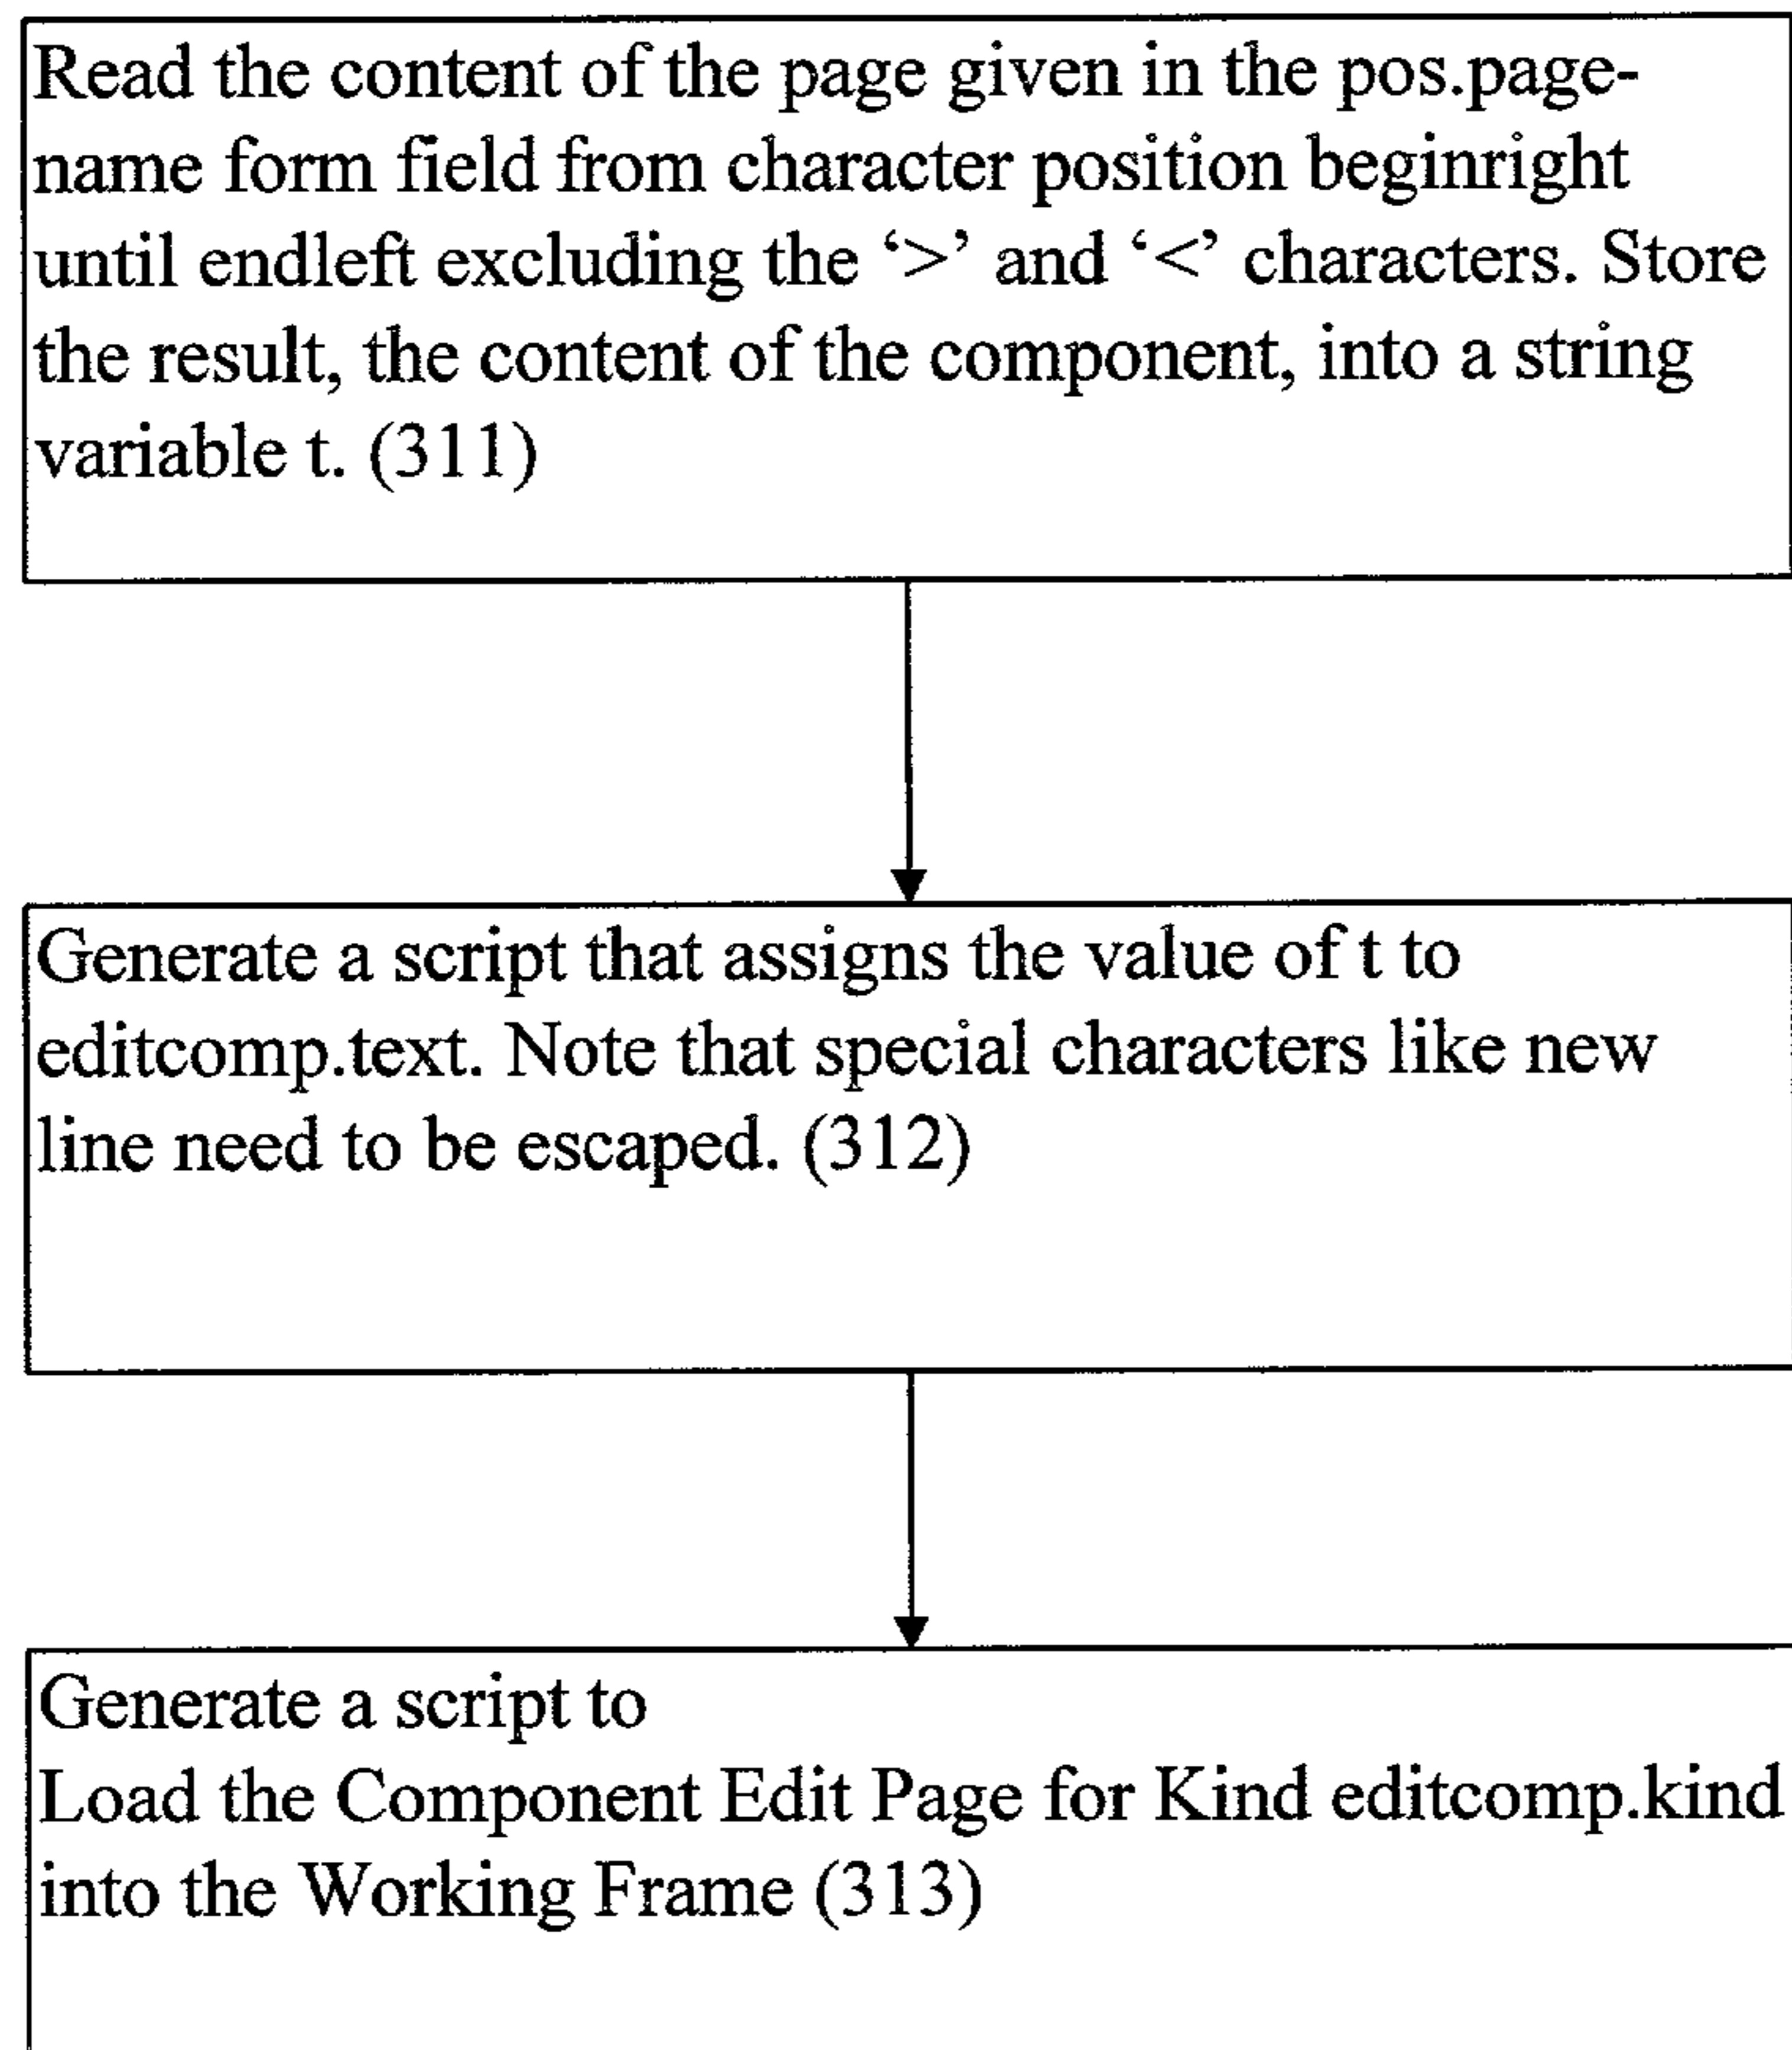 Read the content of the page given in the pos.page-
name form field from character position beginright
until endleft excluding the ‘>’ and ‘<’ characters. Store
the result, the content of the component, into a string
variable t. (311)
Generate a script that assigns the value of t to
editcomp.text. Note that special characters like new
line need to be escaped. (312)
Generate a script to
Load the Component Edit Page for Kind editcomp.kind
into the Working Frame (313)